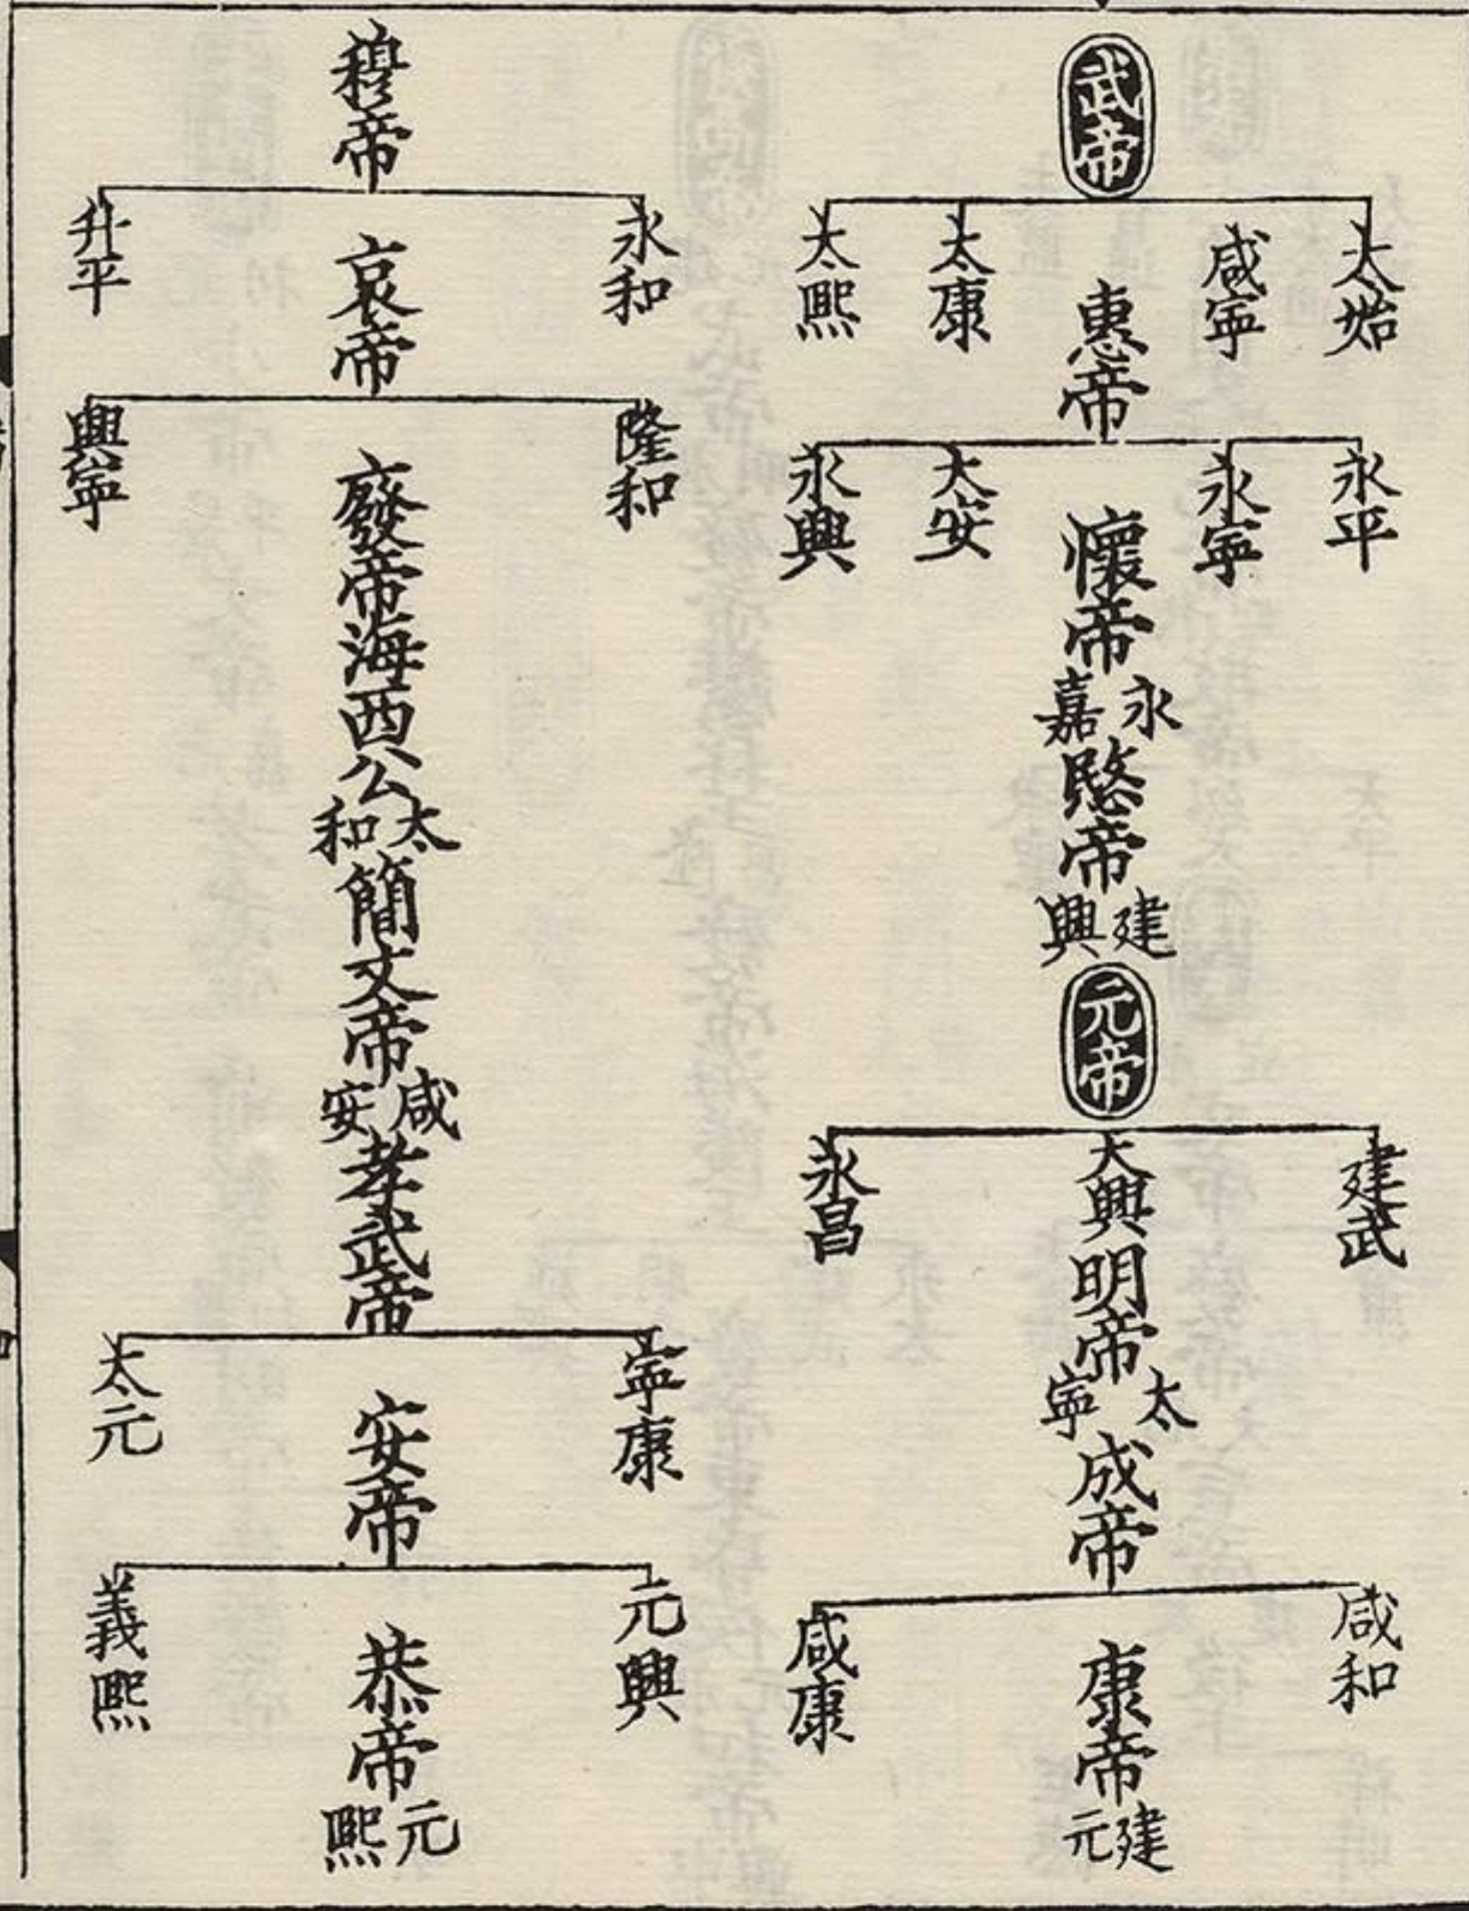 武帝
太始
咸寧
太康
太熙
惠帝
永平
永寧
大安
永興
懷帝
永嘉
愍帝
建興
元帝
建武
大興
永昌
明帝
太寧
成帝
咸和
咸康
康帝
建元
穆帝
永和
升平
哀帝
隆和
興寧
廢帝海西公
太和
簡文帝
咸安
孝武帝
寧康
太元
安帝
元興
義熙
恭帝
元熙